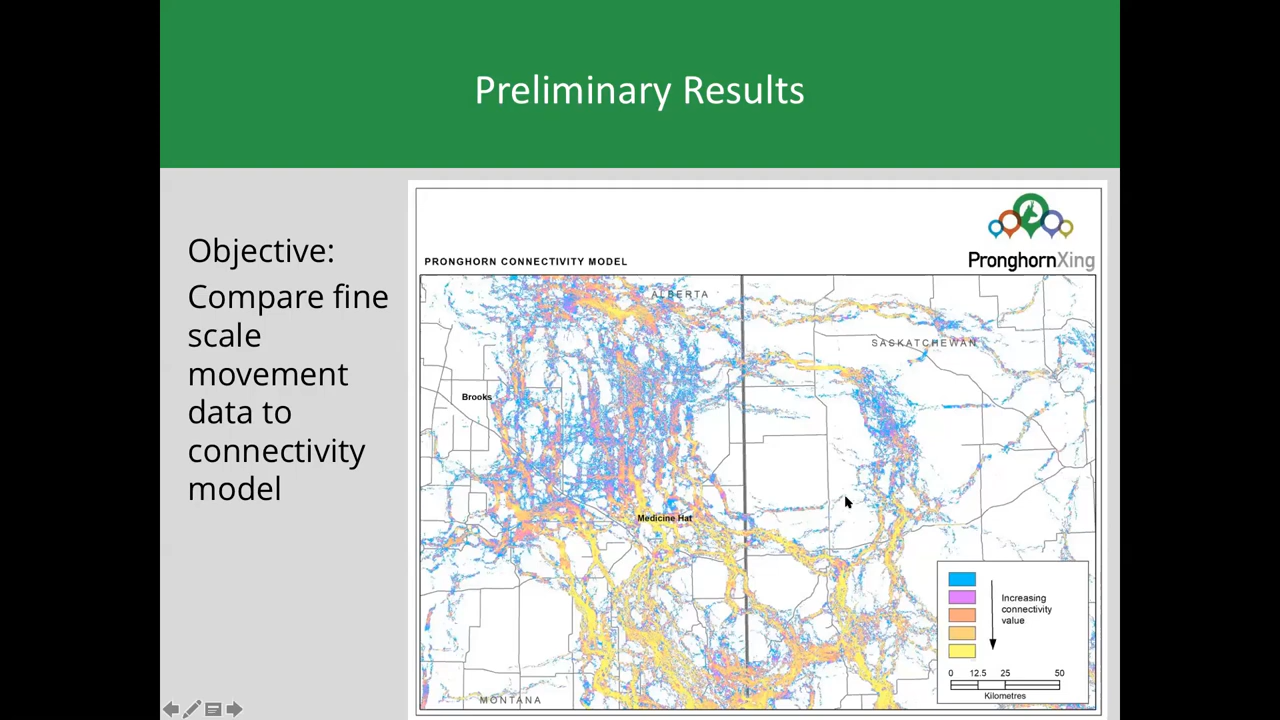 Preliminary Results
Objective:
Compare fine
scale
movement
data to
connectivity
model
PronghornXing
PRONGHORN CONNECTIVITY MODEL
ALBERTA
SASKATCHEWAN
Brooks
Medicine Hat
MONTANA
Increasing
connectivity
value
0 12.5 25 50
Kilometres